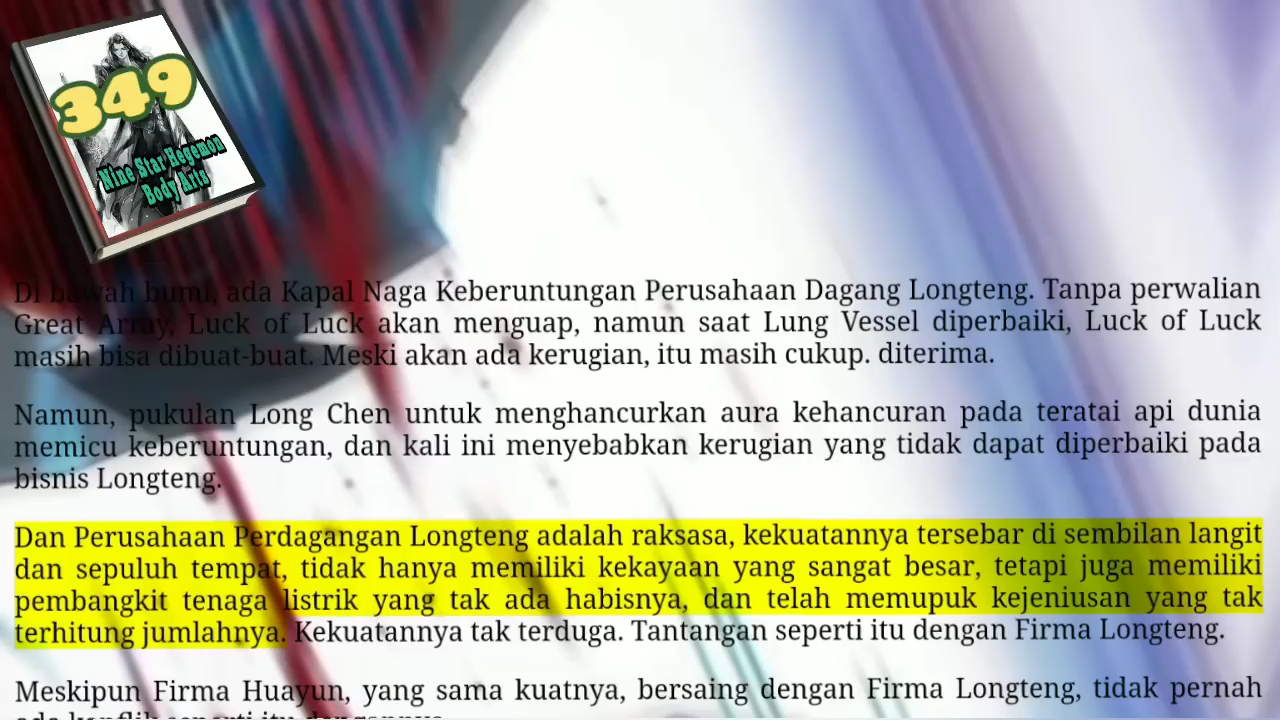 349
Nine Star Hegemon
Body Arts
Di bawah bumi, ada Kapal Naga Keberuntungan Perusahaan Dagang Longteng. Tanpa perwalian
Great Array, Luck of Luck akan menguap, namun saat Lung Vessel diperbaiki, Luck of Luck
masih bisa dibuat-buat. Meski akan ada kerugian, itu masih cukup. diterima.
Namun, pukulan Long Chen untuk menghancurkan aura kehancuran pada teratai api dunia
memicu keberuntungan, dan kali ini menyebabkan kerugian yang tidak dapat diperbaiki pada
bisnis Longteng.
Dan Perusahaan Perdagangan Longteng adalah raksasa, kekuatannya tersebar di sembilan langit
dan sepuluh tempat, tidak hanya memiliki kekayaan yang sangat besar, tetapi juga memiliki
pembangkit tenaga listrik yang tak ada habisnya, dan telah memupuk kejeniusan yang tak
terhitung jumlahnya. Kekuatannya tak terduga. Tantangan seperti itu dengan Firma Longteng.
Meskipun Firma Huayun, yang sama kuatnya, bersaing dengan Firma Longteng, tidak pernah